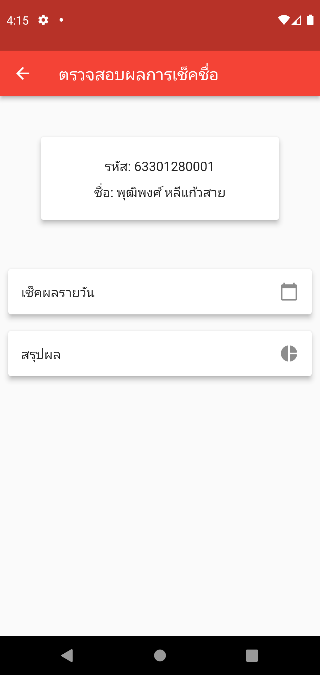 4:15
ตรวจสอบผลการเช็คชื่อ
รหัส: 63301280001
ชื่อ: พุฒิพงศ์ หลีแก้วสาย
เช็คผลรายวัน
สรุปผล